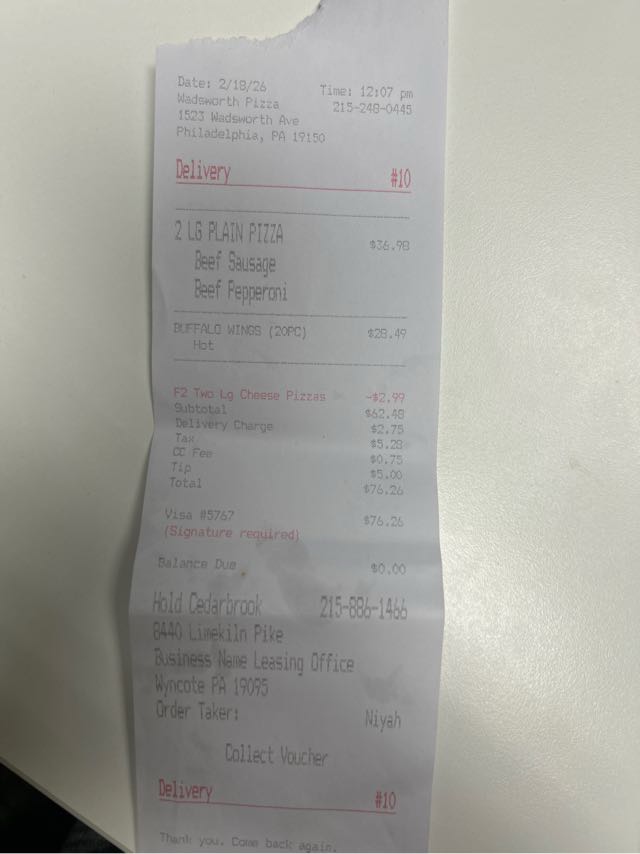 Date: 2/18/26 Time: 12:07 pm
Wadsworth Pizza 215-248-0445
1523 Wadsworth Ave
Philadelphia, PA 19150
Delivery #10
2 LG PLAIN PIZZA $36.98
Beef Sausage
Beef Pepperoni
BUFFALO WINGS (20PC) $28.49
Hot
F2 Two Lg Cheese Pizzas -$2.99
Subtotal $62.48
Delivery Charge $2.75
Tax $5.28
CC Fee $0.75
Tip $5.00
Total $76.26
Visa #5767 $76.26
(Signature required)
Balance Due $0.00
Hold Cedarbrook 215-886-1466
8440 Limekiln Pike
Business Name Leasing Office
Wyncote PA 19095
Order Taker: Niyah
Collect Voucher
Delivery #10
Thank you. Come back again.